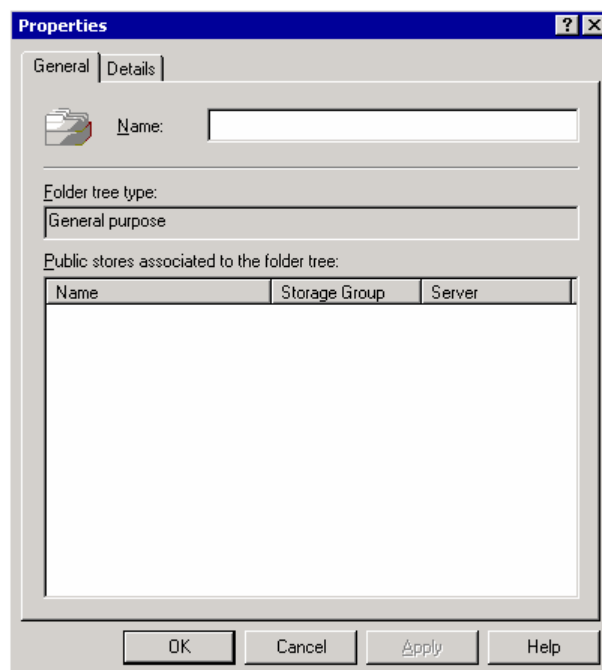 Properties
General Details
Name:
Folder tree type:
General purpose
Public stores associated to the folder tree:
Name Storage Group Server
OK Cancel Apply Help